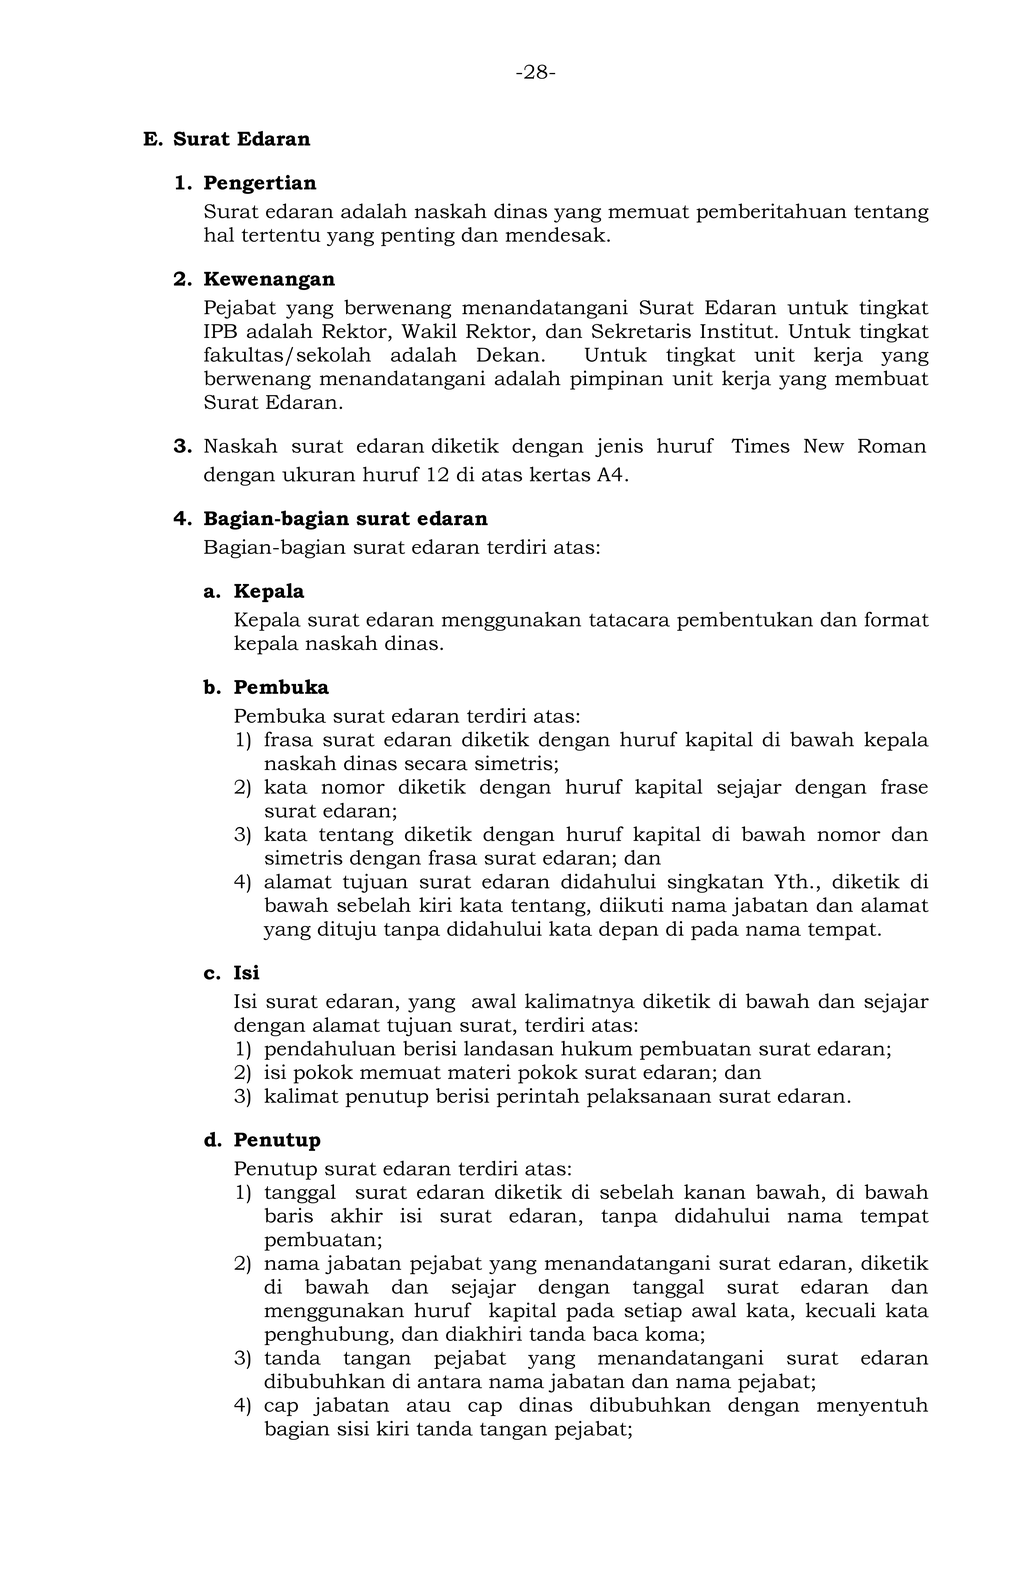 -28-
E. Surat Edaran
1. Pengertian
Surat edaran adalah naskah dinas yang memuat pemberitahuan tentang
hal tertentu yang penting dan mendesak.
2. Kewenangan
Pejabat yang berwenang menandatangani Surat Edaran untuk tingkat
IPB adalah Rektor, Wakil Rektor, dan Sekretaris Institut. Untuk tingkat
fakultas/sekolah adalah Dekan. Untuk tingkat unit kerja yang
berwenang menandatangani adalah pimpinan unit kerja yang membuat
Surat Edaran.
3. Naskah surat edaran diketik dengan jenis huruf Times New Roman
dengan ukuran huruf 12 di atas kertas A4.
4. Bagian-bagian surat edaran
Bagian-bagian surat edaran terdiri atas:
a. Kepala
Kepala surat edaran menggunakan tatacara pembentukan dan format
kepala naskah dinas.
b. Pembuka
Pembuka surat edaran terdiri atas:
1) frasa surat edaran diketik dengan huruf kapital di bawah kepala
naskah dinas secara simetris;
2) kata nomor diketik dengan huruf kapital sejajar dengan frase
surat edaran;
3) kata tentang diketik dengan huruf kapital di bawah nomor dan
simetris dengan frasa surat edaran; dan
4) alamat tujuan surat edaran didahului singkatan Yth., diketik di
bawah sebelah kiri kata tentang, diikuti nama jabatan dan alamat
yang dituju tanpa didahului kata depan di pada nama tempat.
c. Isi
Isi surat edaran, yang awal kalimatnya diketik di bawah dan sejajar
dengan alamat tujuan surat, terdiri atas:
1) pendahuluan berisi landasan hukum pembuatan surat edaran;
2) isi pokok memuat materi pokok surat edaran; dan
3) kalimat penutup berisi perintah pelaksanaan surat edaran.
d. Penutup
Penutup surat edaran terdiri atas:
1) tanggal surat edaran diketik di sebelah kanan bawah, di bawah
baris akhir isi surat edaran, tanpa didahului nama tempat
pembuatan;
2) nama jabatan pejabat yang menandatangani surat edaran, diketik
di bawah dan sejajar dengan tanggal surat edaran dan
menggunakan huruf kapital pada setiap awal kata, kecuali kata
penghubung, dan diakhiri tanda baca koma;
3) tanda tangan pejabat yang menandatangani surat edaran
dibubuhkan di antara nama jabatan dan nama pejabat;
4) cap jabatan atau cap dinas dibubuhkan dengan menyentuh
bagian sisi kiri tanda tangan pejabat;